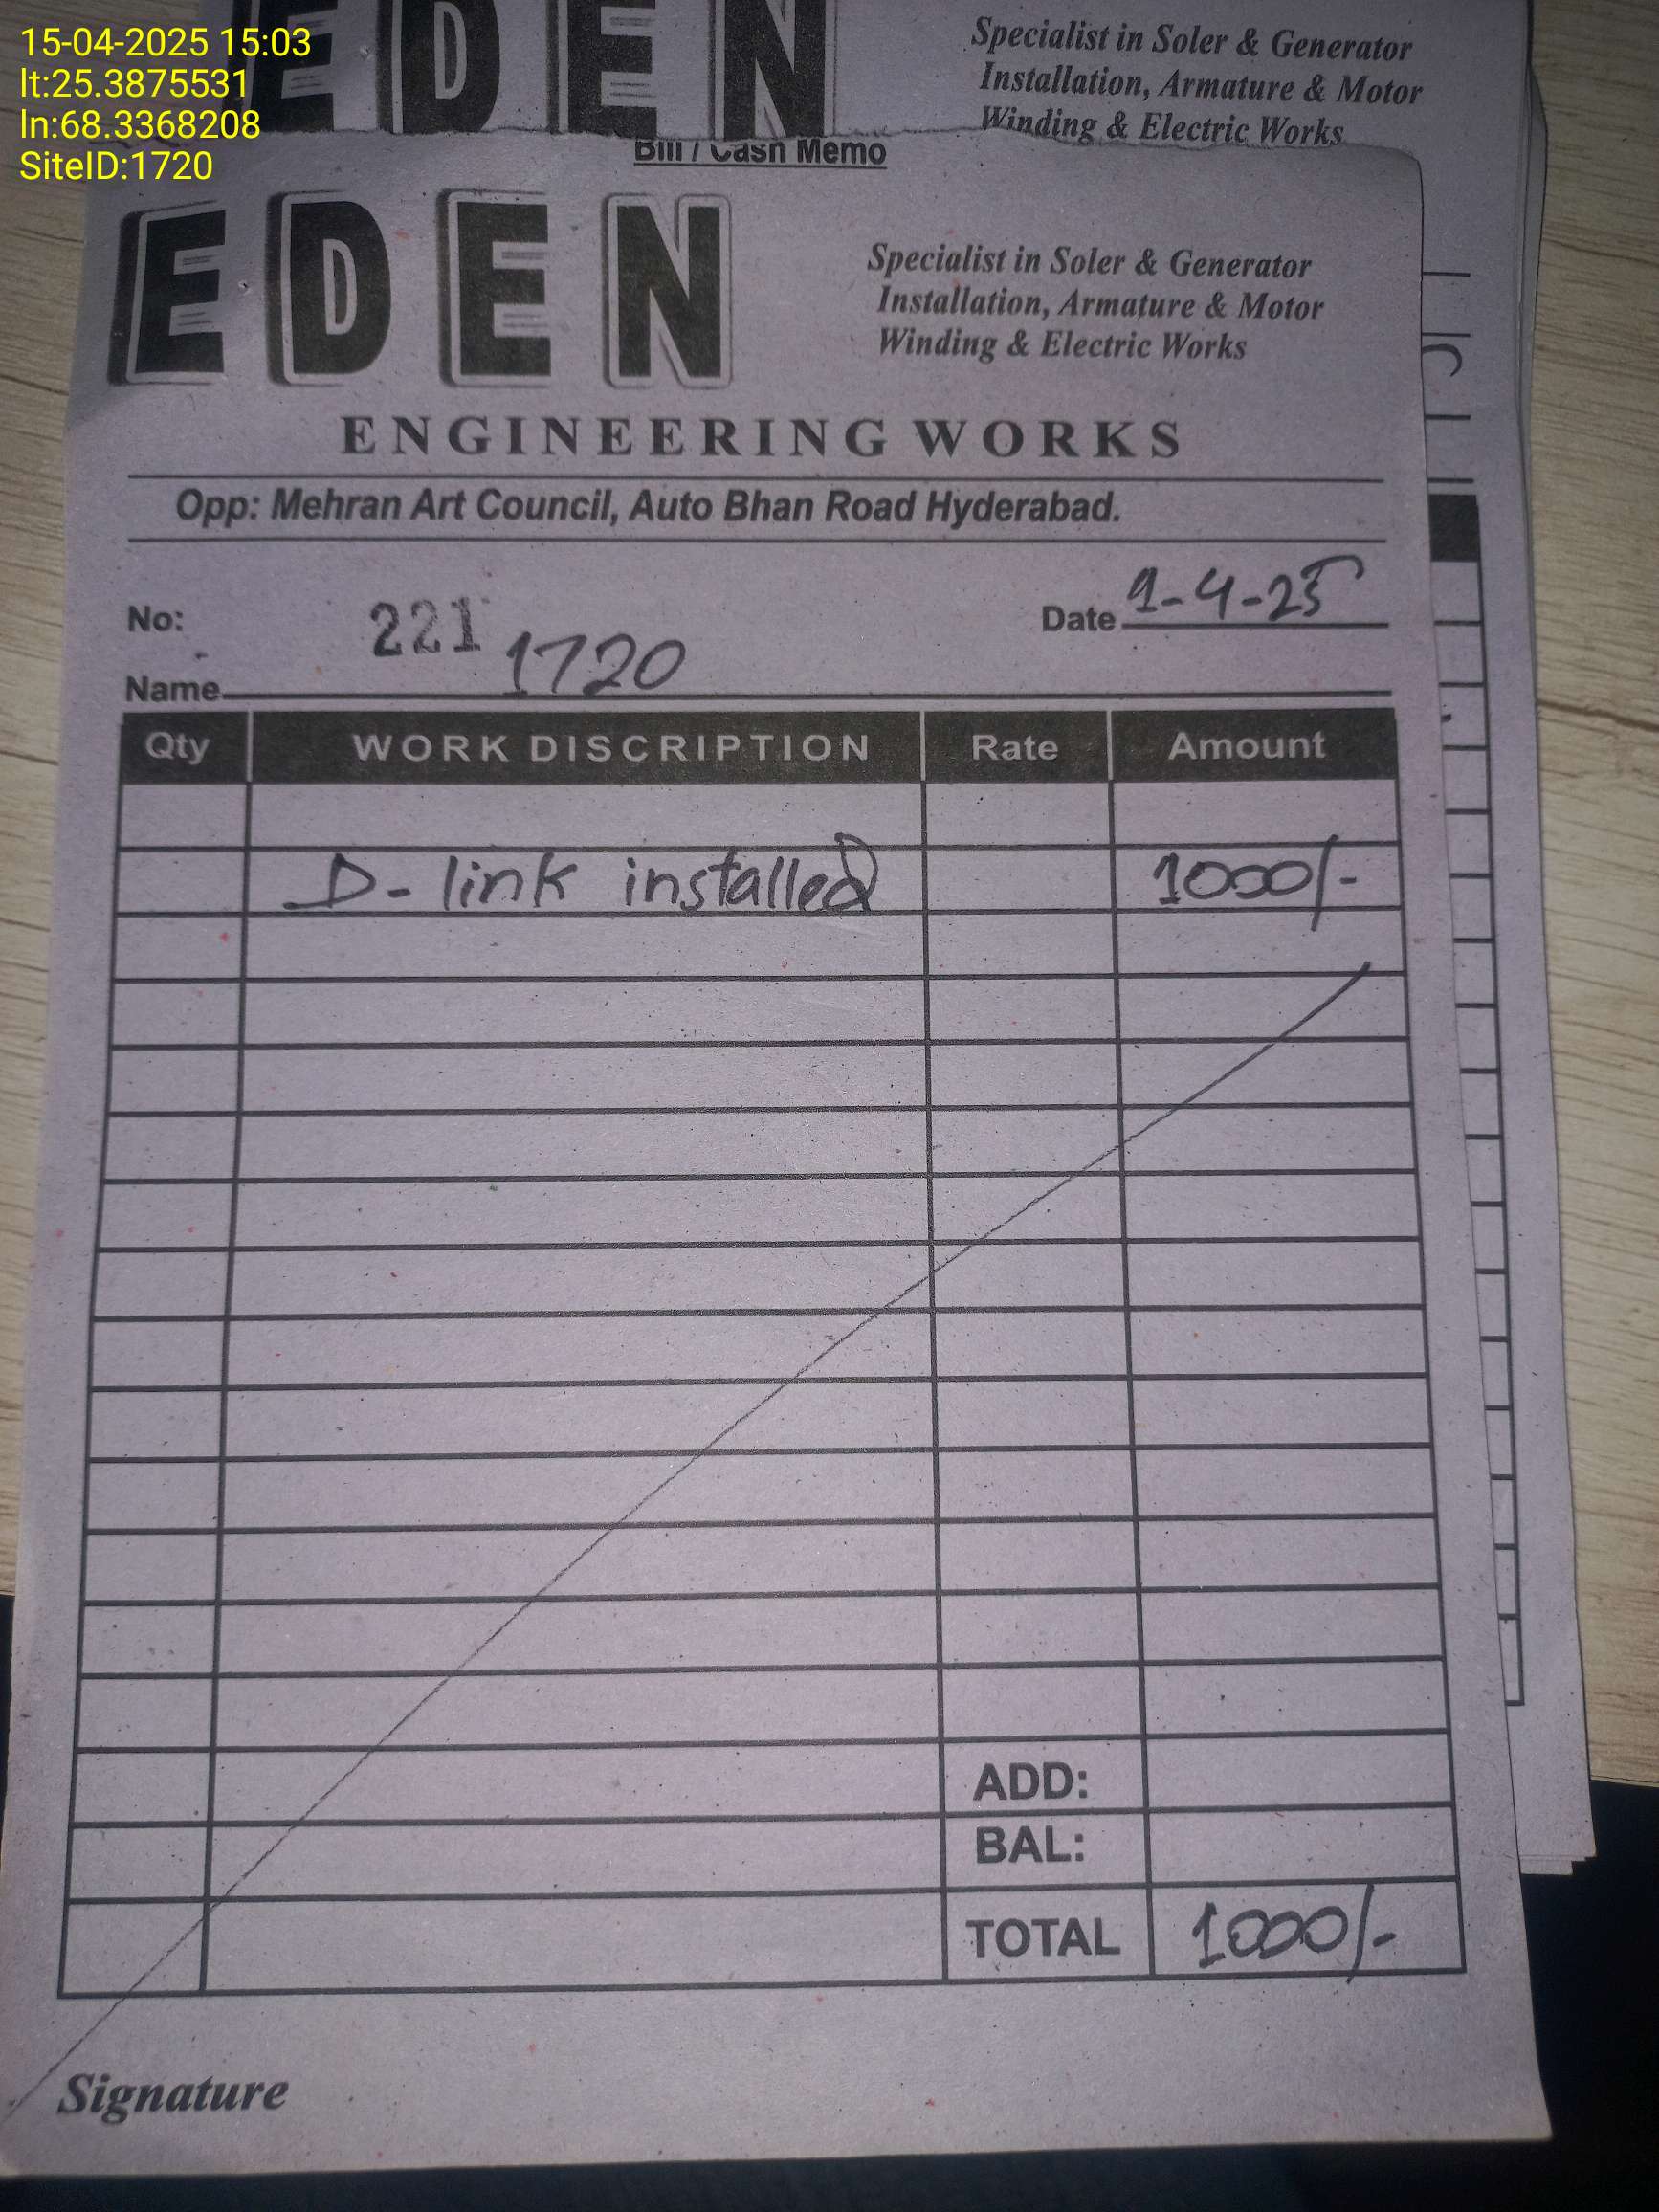 15-04-2025 15:03
lt:25.3875531
ln:68.3368208
SiteID:1720
EDEN
Specialist in Soler & Generator
Installation, Armature & Motor
Winding & Electric Works
Bill / Cash Memo
EDEN
Specialist in Soler & Generator
Installation, Armature & Motor
Winding & Electric Works
ENGINEERING WORKS
Opp: Mehran Art Council, Auto Bhan Road Hyderabad.
No: 221 Date 1-4-25
Name 1720
Qty WORK DISCRIPTION Rate Amount
D-link installed 1000/-
ADD:
BAL:
TOTAL 1000/-
Signature